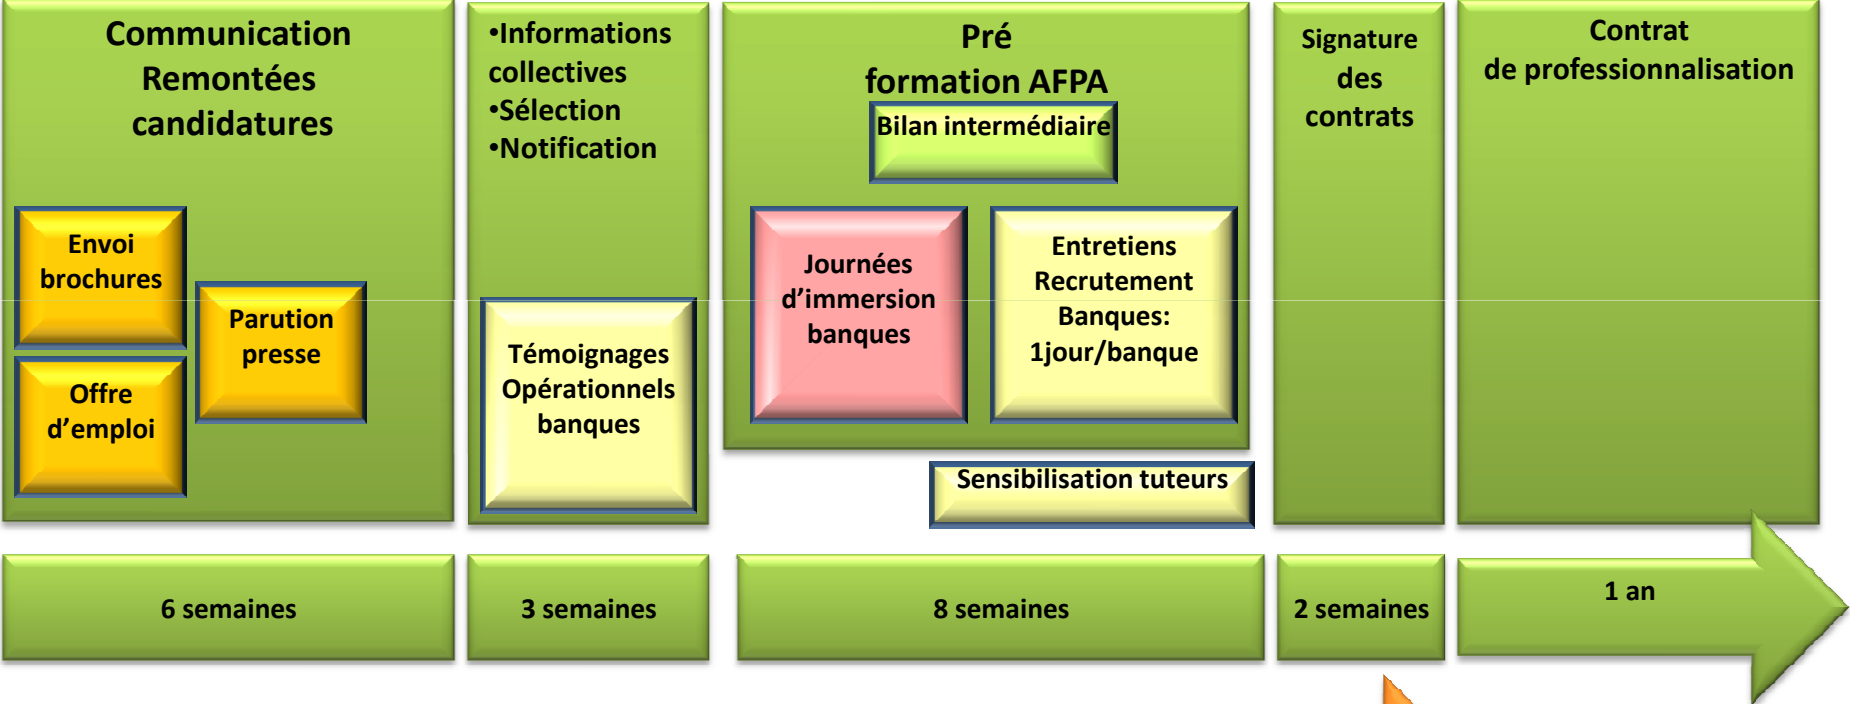 Communication
Remontées
candidatures
Envoi
brochures
Parution
presse
Offre
d’emploi
•Informations
collectives
•Sélection
•Notification
Témoignages
Opérationnels
banques
Pré
formation AFPA
Bilan intermédiaire
Journées
d’immersion
banques
Entretiens
Recrutement
Banques:
1jour/banque
Sensibilisation tuteurs
Signature
des
contrats
Contrat
de professionnalisation
6 semaines
3 semaines
8 semaines
2 semaines
1 an